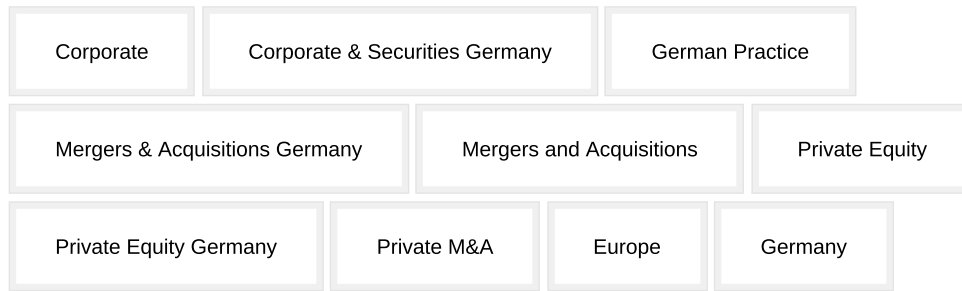 Corporate Corporate & Securities Germany German Practice
Mergers & Acquisitions Germany Mergers and Acquisitions Private Equity
Private Equity Germany Private M&A Europe Germany